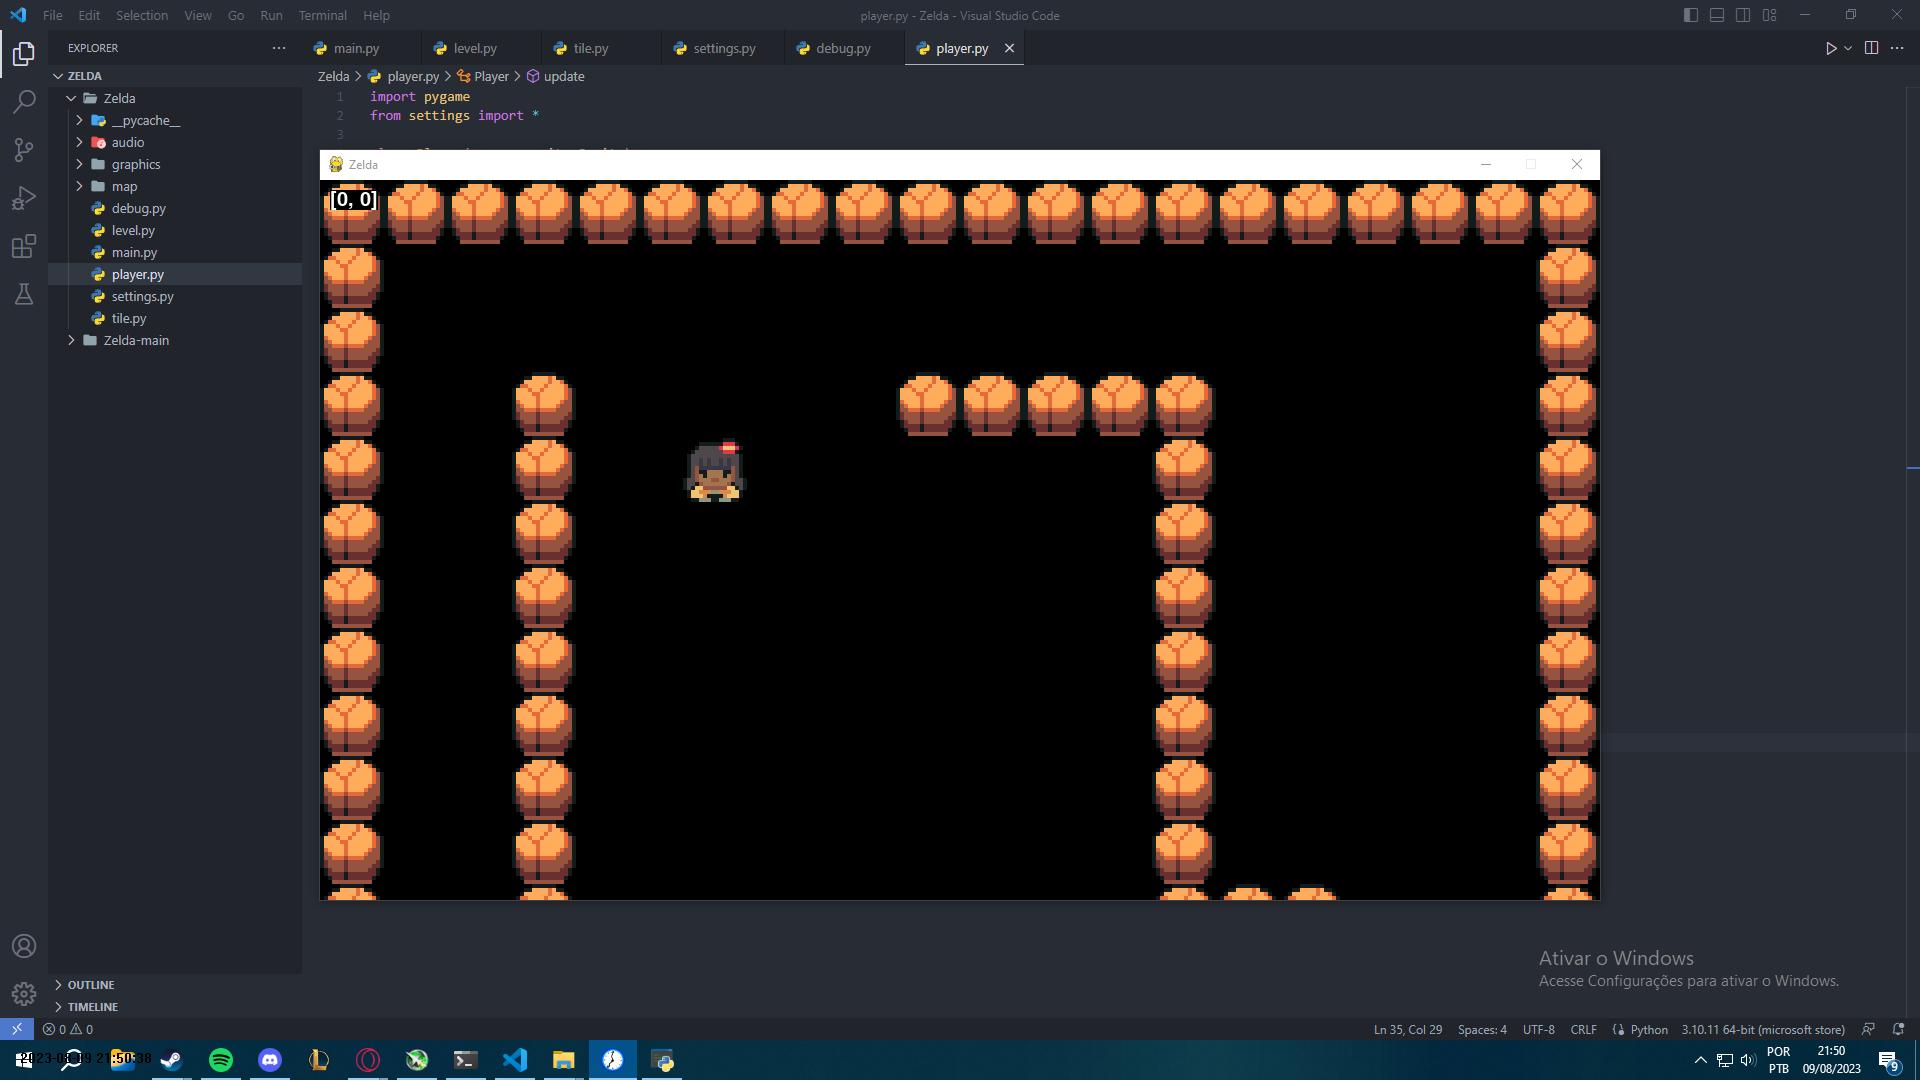 File Edit Selection View Go Run Terminal Help
player.py - Zelda - Visual Studio Code
EXPLORER
main.py level.py tile.py settings.py debug.py player.py
ZELDA
Zelda > player.py > Player > update
Zelda
__pycache__
audio
graphics
map
debug.py
level.py
main.py
player.py
settings.py
tile.py
Zelda-main
1 import pygame
2 from settings import *
3
Zelda
[0, 0]
Ativar o Windows
Acesse Configurações para ativar o Windows.
OUTLINE
TIMELINE
0 0
Ln 35, Col 29 Spaces: 4 UTF-8 CRLF Python 3.10.11 64-bit (microsoft store)
2023-08-09 21:50:38
POR
PTB
21:50
09/08/2023
9